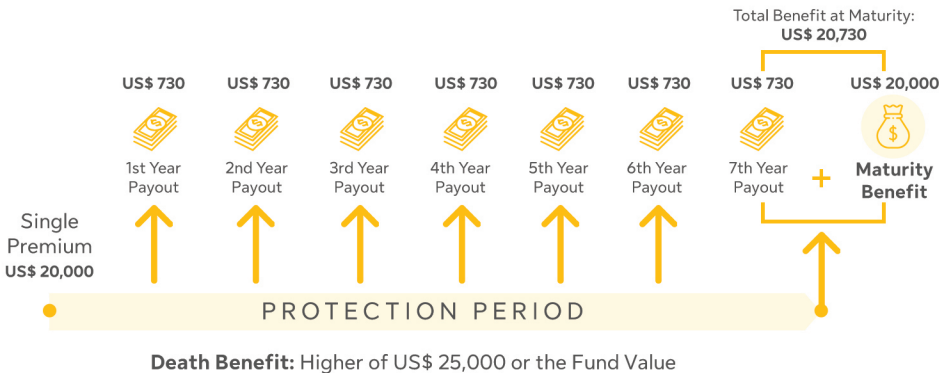 Total Benefit at Maturity:
US$ 20,730
US$ 730
US$ 730
US$ 730
US$ 730
US$ 730
US$ 730
US$ 730
US$ 20,000
$
$
$
$
$
$
$
$
1st Year
Payout
2nd Year
Payout
3rd Year
Payout
4th Year
Payout
5th Year
Payout
6th Year
Payout
7th Year
Payout
+
Maturity
Benefit
Single
Premium
US$ 20,000
PROTECTION PERIOD
Death Benefit: Higher of US$ 25,000 or the Fund Value